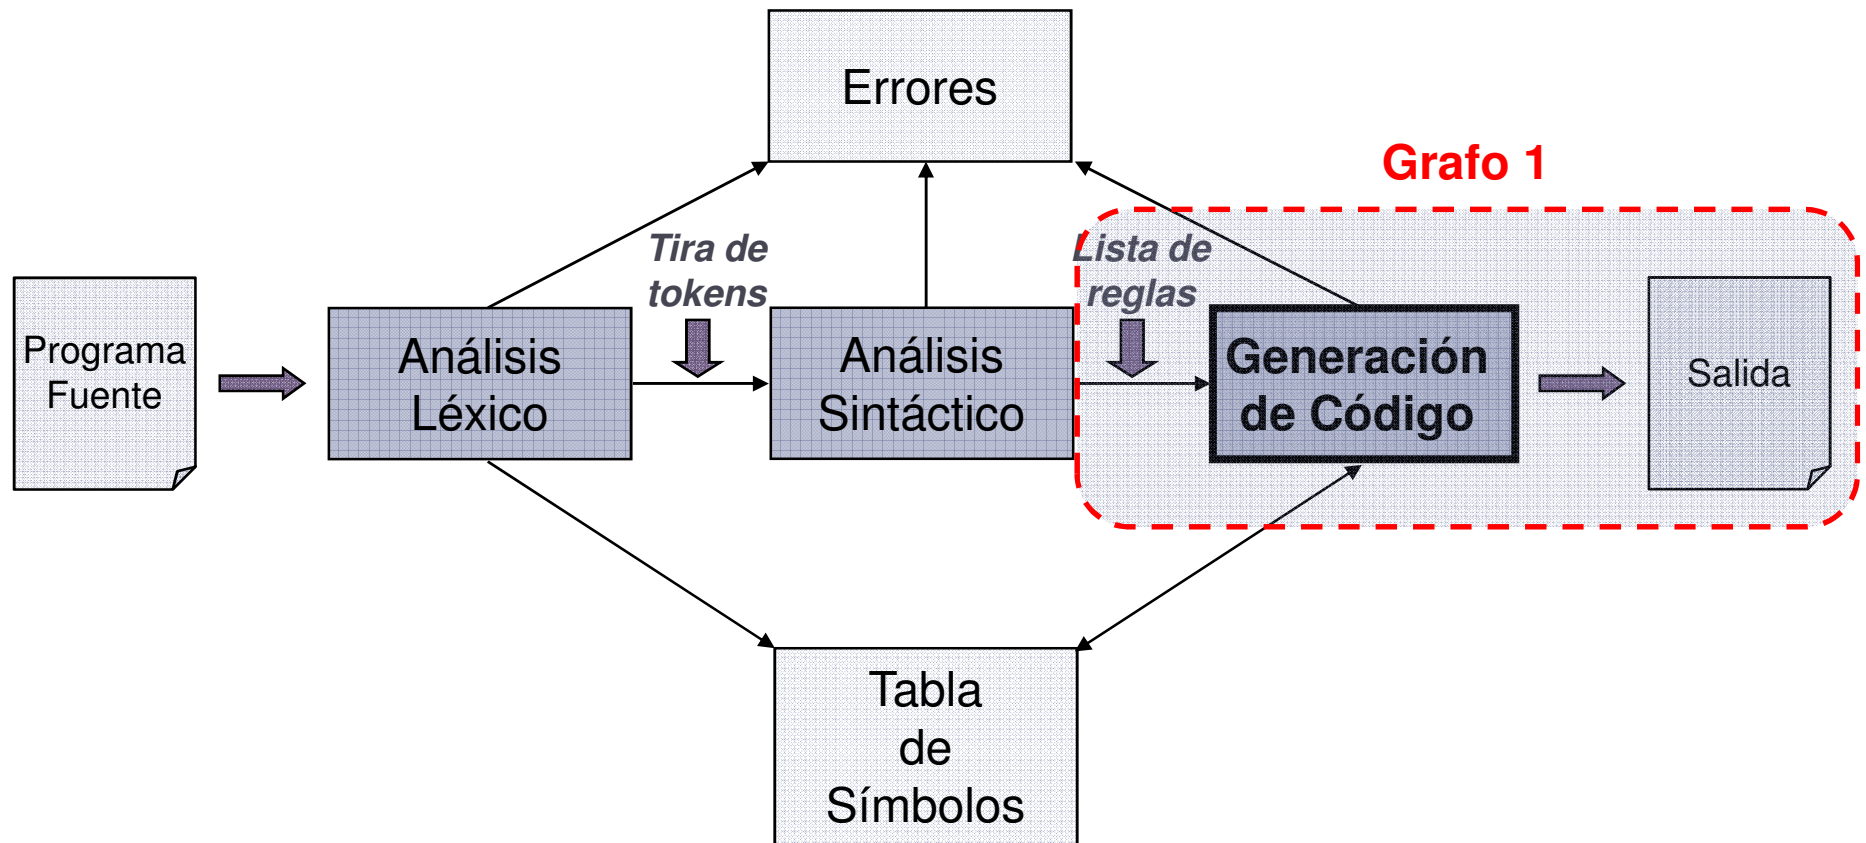 Errores
Grafo 1
Tira de
tokens
Lista de
reglas
Programa
Fuente
Análisis
Léxico
Análisis
Sintáctico
Generación
de Código
Salida
Tabla
de
Símbolos